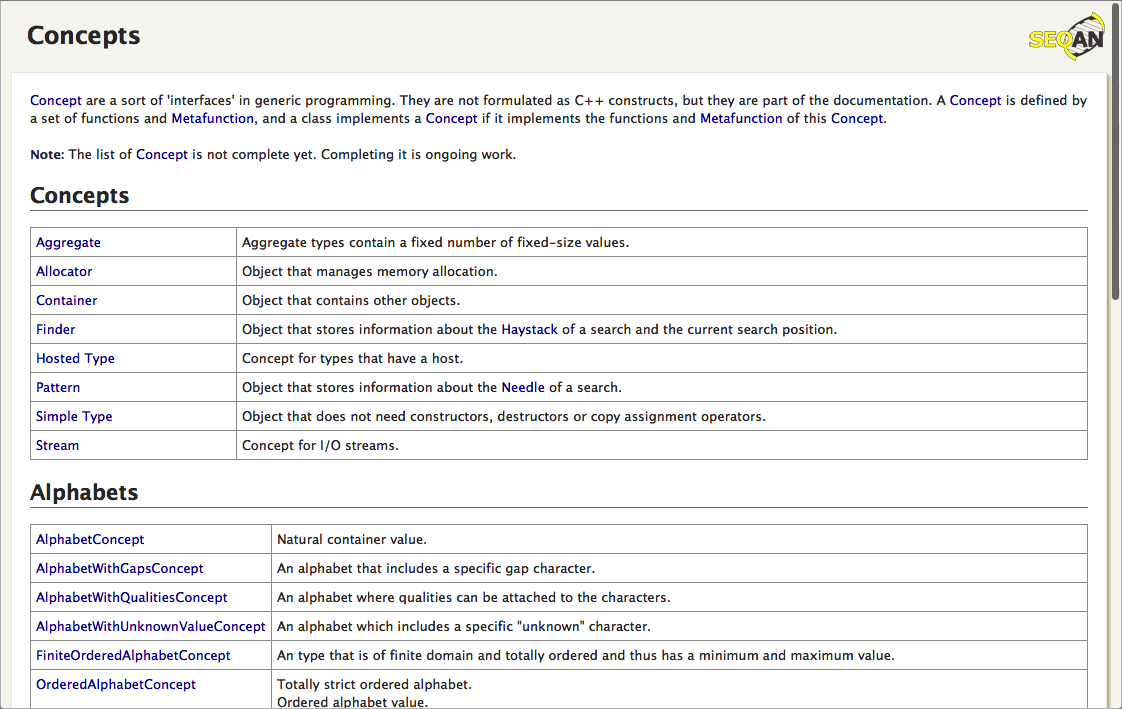 Concepts
SEQAN
Concept are a sort of 'interfaces' in generic programming. They are not formulated as C++ constructs, but they are part of the documentation. A Concept is defined by
a set of functions and Metafunction, and a class implements a Concept if it implements the functions and Metafunction of this Concept.
Note: The list of Concept is not complete yet. Completing it is ongoing work.
Concepts
Aggregate Aggregate types contain a fixed number of fixed-size values.
Allocator Object that manages memory allocation.
Container Object that contains other objects.
Finder Object that stores information about the Haystack of a search and the current search position.
Hosted Type Concept for types that have a host.
Pattern Object that stores information about the Needle of a search.
Simple Type Object that does not need constructors, destructors or copy assignment operators.
Stream Concept for I/O streams.
Alphabets
AlphabetConcept Natural container value.
AlphabetWithGapsConcept An alphabet that includes a specific gap character.
AlphabetWithQualitiesConcept An alphabet where qualities can be attached to the characters.
AlphabetWithUnknownValueConcept An alphabet which includes a specific "unknown" character.
FiniteOrderedAlphabetConcept An type that is of finite domain and totally ordered and thus has a minimum and maximum value.
OrderedAlphabetConcept Totally strict ordered alphabet.
Ordered alphabet value.